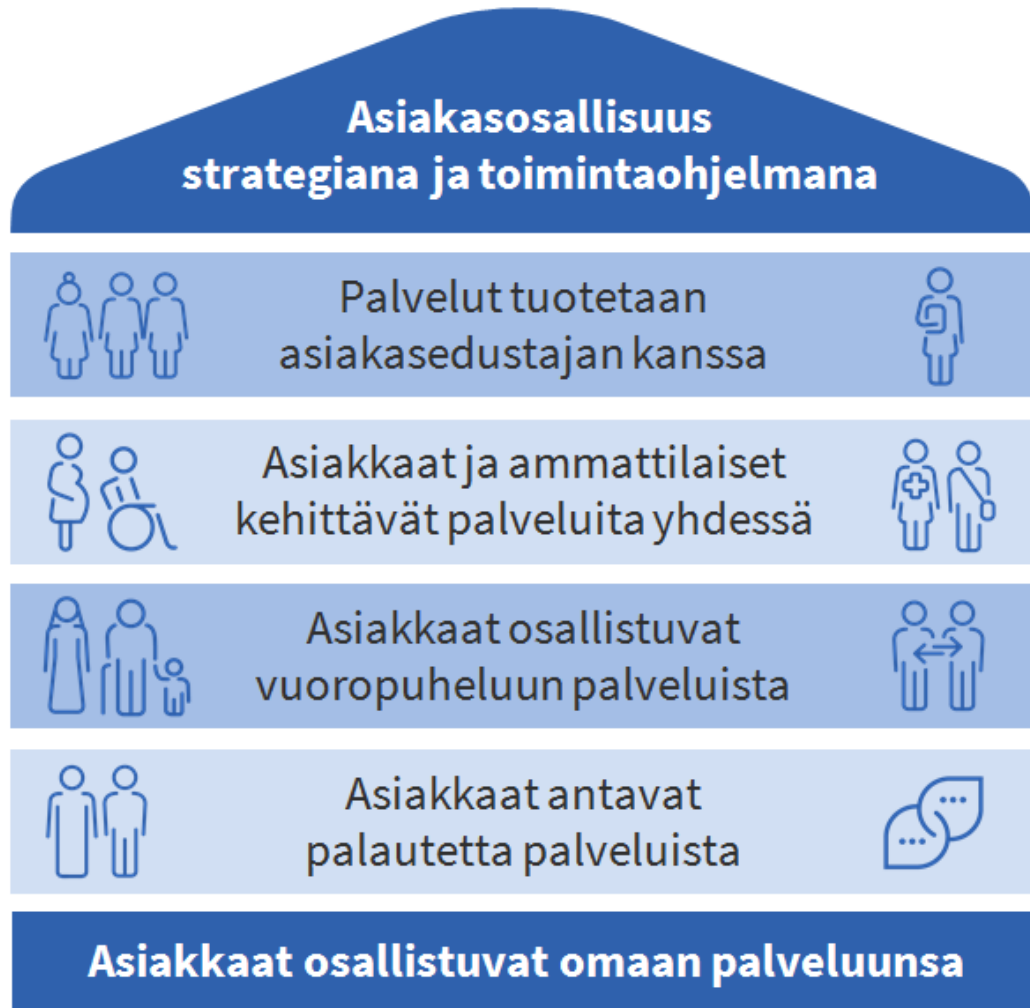 Asiakasosallisuus
strategiana ja toimintaohjelmana
Palvelut tuotetaan
asiakasedustajan kanssa
Asiakkaat ja ammattilaiset
kehittävät palveluita yhdessä
Asiakkaat osallistuvat
vuoropuheluun palveluista
Asiakkaat antavat
palautetta palveluista
Asiakkaat osallistuvat omaan palveluunsa